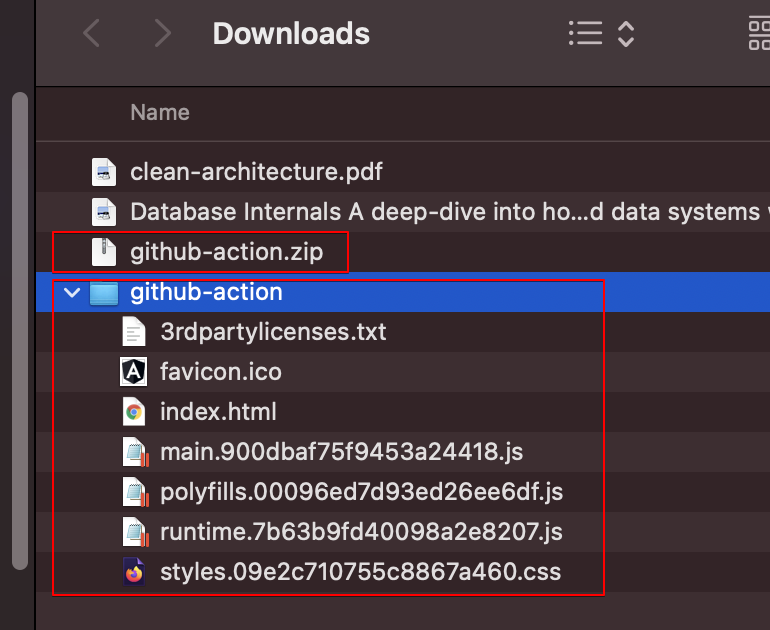 Downloads
Name
clean-architecture.pdf
Database Internals A deep-dive into ho...d data systems
github-action.zip
github-action
3rdpartylicenses.txt
favicon.ico
index.html
main.900dbaf75f9453a24418.js
polyfills.00096ed7d93ed26ee6df.js
runtime.7b63b9fd40098a2e8207.js
styles.09e2c710755c8867a460.css